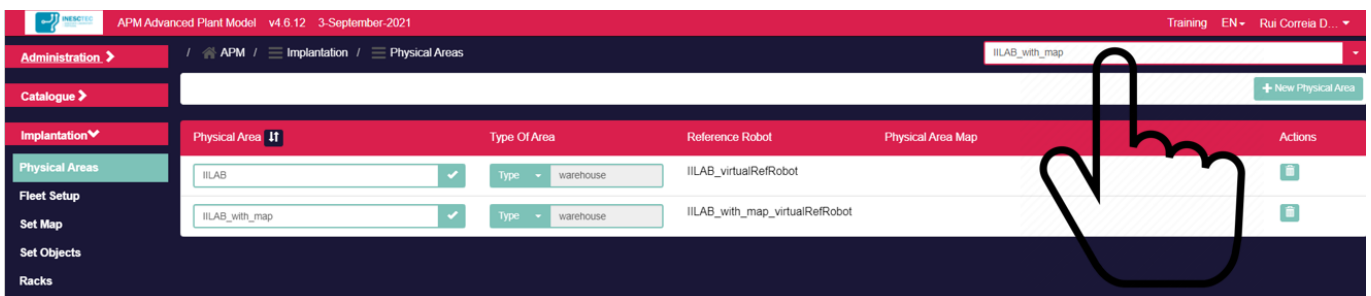 INESCTEC
APM Advanced Plant Model v4.6.12 3-September-2021 Training EN Rui Correia D...
Administration
/ APM / Implantation / Physical Areas IILAB_with_map
Catalogue
+ New Physical Area
Implantation
Physical Area Type Of Area Reference Robot Physical Area Map Actions
Physical Areas
IILAB Type warehouse IILAB_virtualRefRobot
Fleet Setup
IILAB_with_map Type warehouse IILAB_with_map_virtualRefRobot
Set Map
Set Objects
Racks